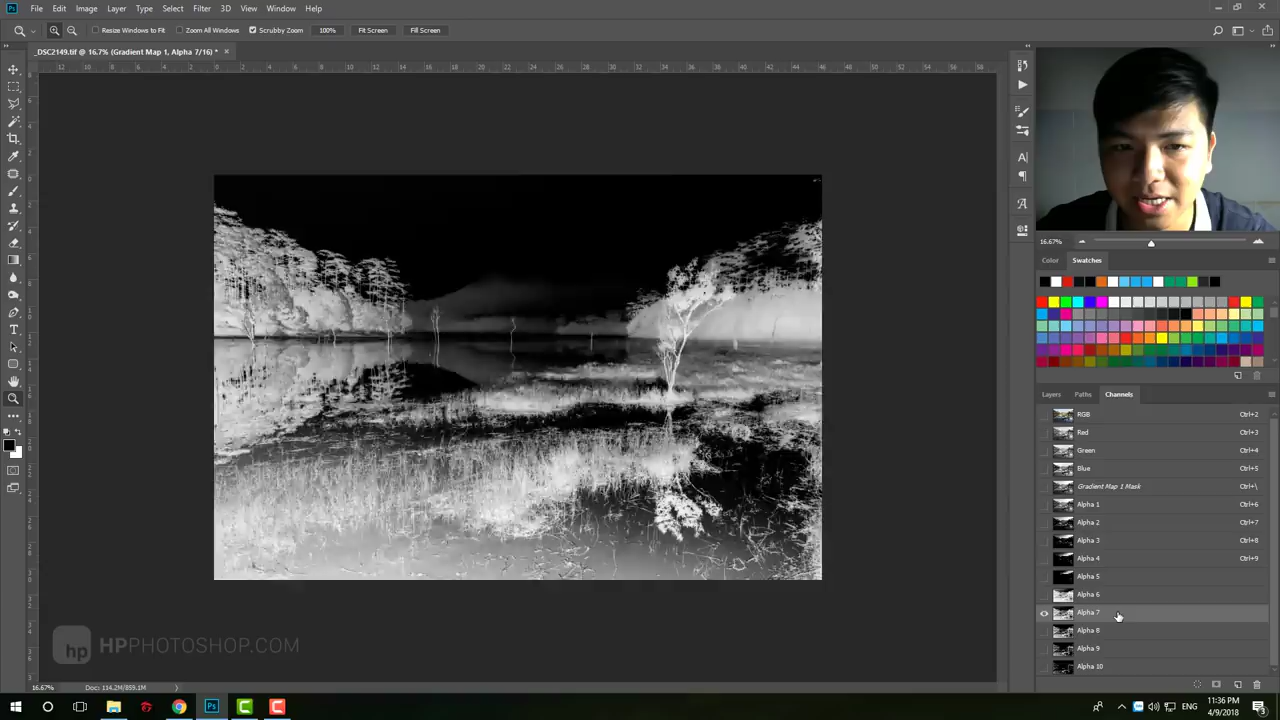 Ps File Edit Image Layer Type Select Filter 3D View Window Help
Resize Windows to Fit Zoom All Windows Scrubby Zoom 100% Fit Screen Fill Screen
_DSC2149.tif @ 16.7% (Gradient Map 1, Alpha 7/16) * ×
16.67%
Color Swatches
Layers Paths Channels
RGB Ctrl+2
Red Ctrl+3
Green Ctrl+4
Blue Ctrl+5
Gradient Map 1 Mask Ctrl+\
Alpha 1 Ctrl+6
Alpha 2 Ctrl+7
Alpha 3 Ctrl+8
Alpha 4 Ctrl+9
Alpha 5
Alpha 6
Alpha 7
Alpha 8
Alpha 9
Alpha 10
hp HPPHOTOSHOP.COM
16.67% Doc: 114.2M/859.1M
ENG 11:36 PM
4/9/2018